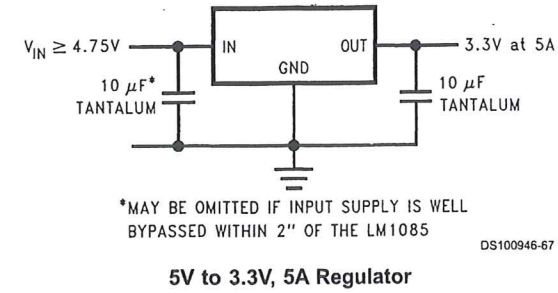 V_IN ≥ 4.75V
IN
OUT
GND
3.3V at 5A
10 μF*
TANTALUM
10 μF
TANTALUM
*MAY BE OMITTED IF INPUT SUPPLY IS WELL
BYPASSED WITHIN 2" OF THE LM1085
DS100946-67
5V to 3.3V, 5A Regulator